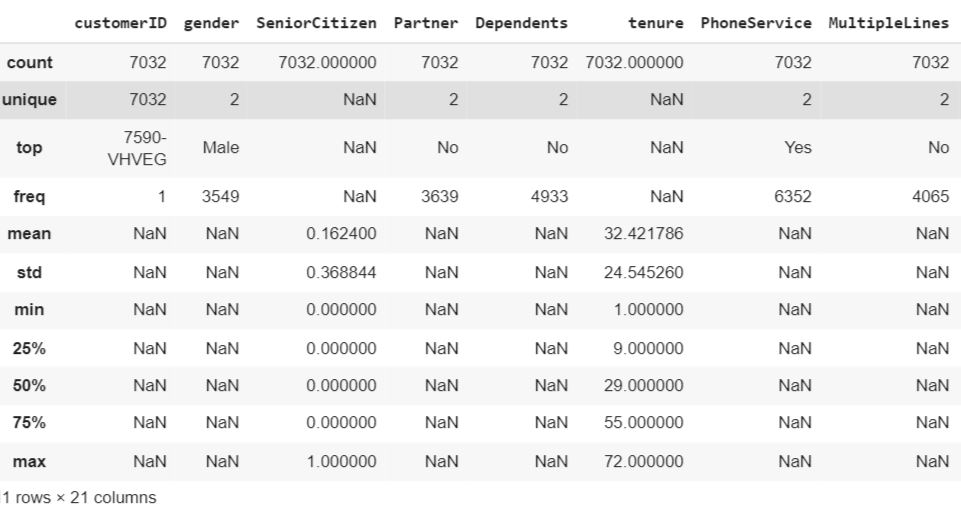 customerID gender SeniorCitizen Partner Dependents tenure PhoneService MultipleLines
count 7032 7032 7032.000000 7032 7032 7032.000000 7032 7032
unique 7032 2 NaN 2 2 NaN 2 2
top 7590-VHVEG Male NaN No No NaN Yes No
freq 1 3549 NaN 3639 4933 NaN 6352 4065
mean NaN NaN 0.162400 NaN NaN 32.421786 NaN NaN
std NaN NaN 0.368844 NaN NaN 24.545260 NaN NaN
min NaN NaN 0.000000 NaN NaN 1.000000 NaN NaN
25% NaN NaN 0.000000 NaN NaN 9.000000 NaN NaN
50% NaN NaN 0.000000 NaN NaN 29.000000 NaN NaN
75% NaN NaN 0.000000 NaN NaN 55.000000 NaN NaN
max NaN NaN 1.000000 NaN NaN 72.000000 NaN NaN
1 rows × 21 columns